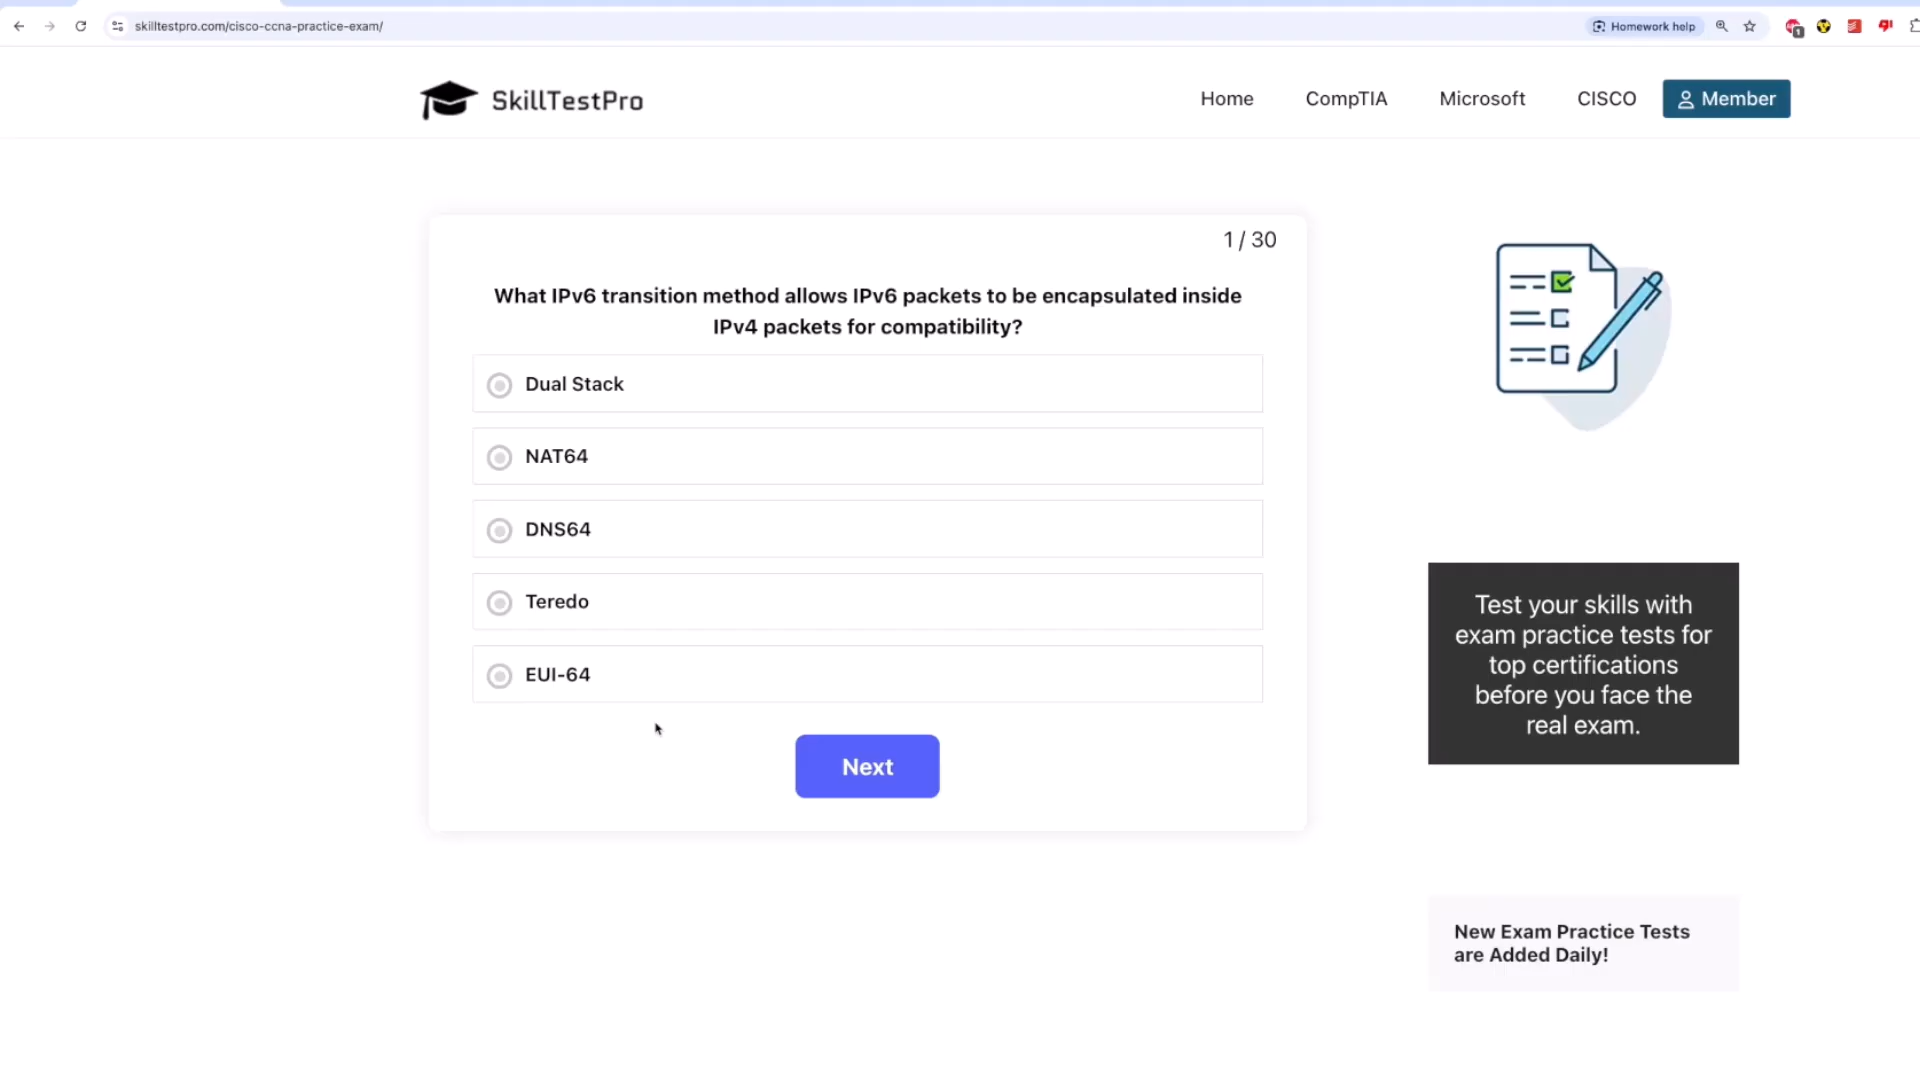 skilltestpro.com/cisco-ccna-practice-exam/
Homework help
1
SkillTestPro
Home
CompTIA
Microsoft
CISCO
Member
1 / 30
What IPv6 transition method allows IPv6 packets to be encapsulated inside
IPv4 packets for compatibility?
Dual Stack
NAT64
DNS64
Teredo
EUI-64
Next
Test your skills with
exam practice tests for
top certifications
before you face the
real exam.
New Exam Practice Tests
are Added Daily!